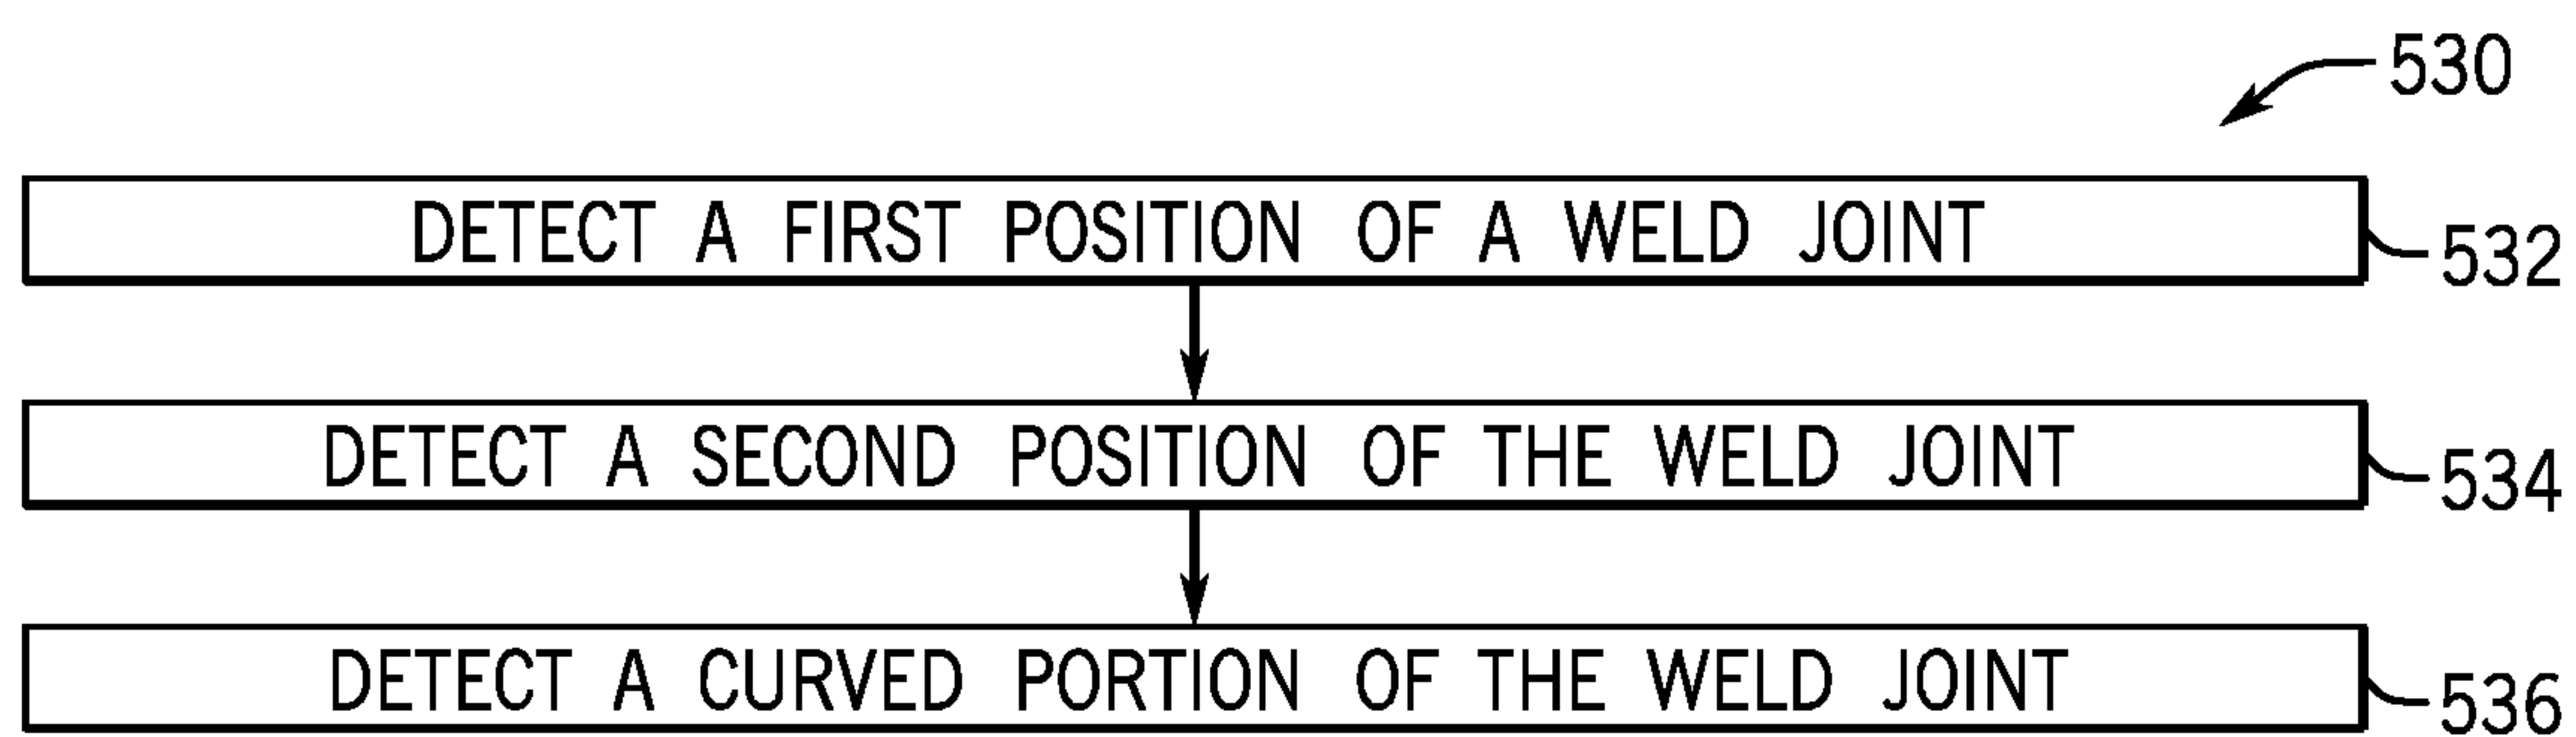 530
DETECT A FIRST POSITION OF A WELD JOINT
532
DETECT A SECOND POSITION OF THE WELD JOINT
534
DETECT A CURVED PORTION OF THE WELD JOINT
536